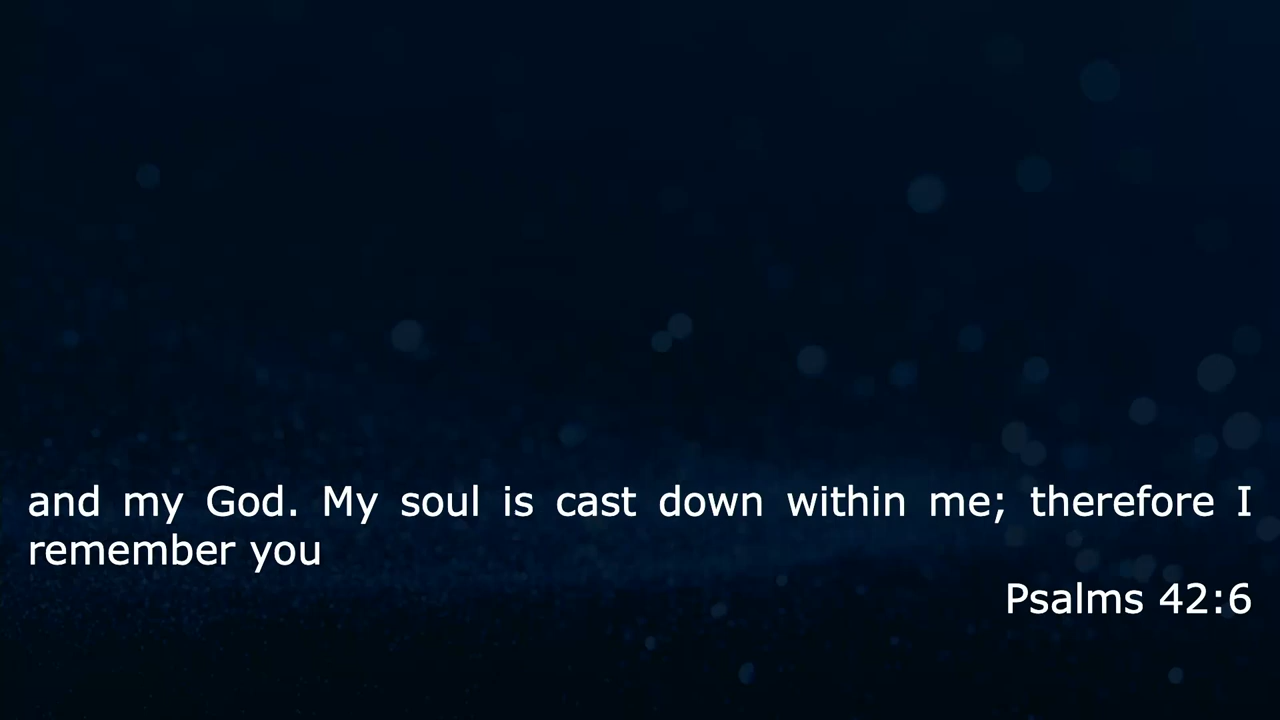 and my God. My soul is cast down within me; therefore I
remember you
Psalms 42:6